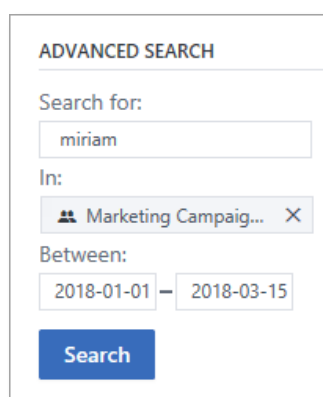 ADVANCED SEARCH
Search for:
miriam
In:
Marketing Campaig...
Between:
2018-01-01 – 2018-03-15
Search